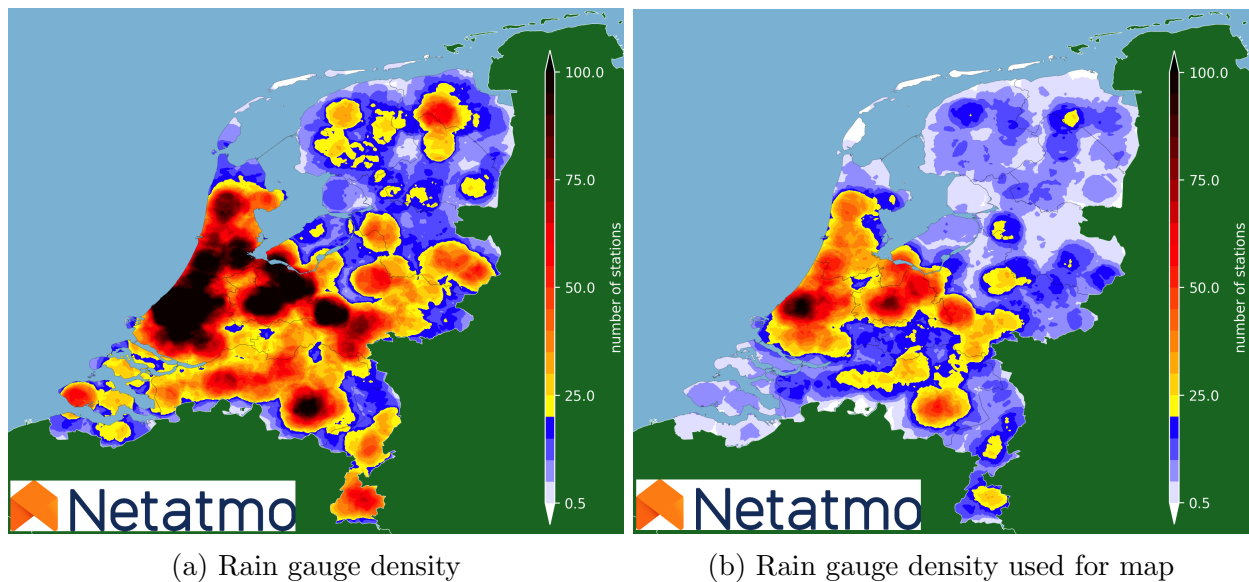 100.0
75.0
50.0
25.0
0.5
number of stations
Netatmo
(a) Rain gauge density
100.0
75.0
50.0
25.0
0.5
number of stations
Netatmo
(b) Rain gauge density used for map